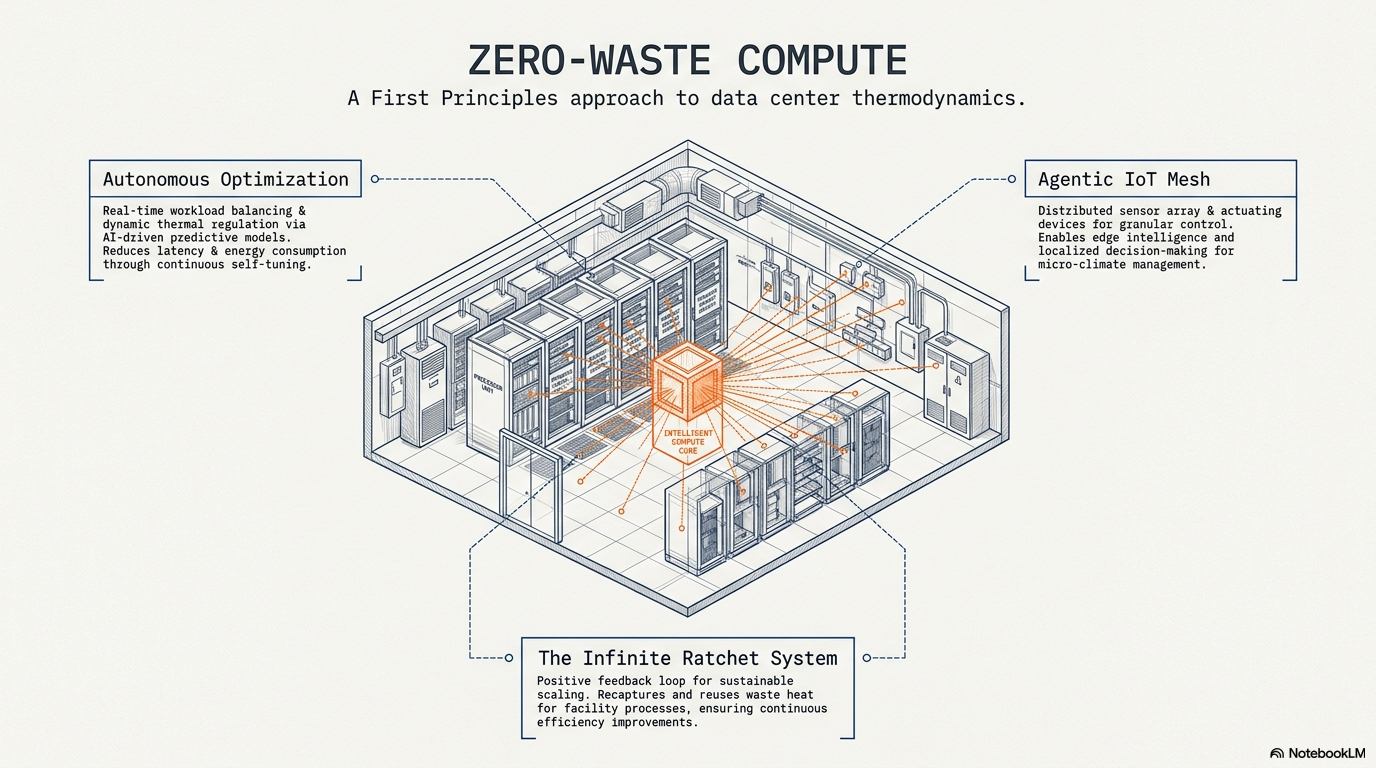 ZERO-WASTE COMPUTE
A First Principles approach to data center thermodynamics.
Autonomous Optimization
Real-time workload balancing &
dynamic thermal regulation via
AI-driven predictive models.
Reduces latency & energy consumption
through continuous self-tuning.
Agentic IoT Mesh
Distributed sensor array & actuating
devices for granular control.
Enables edge intelligence and
localized decision-making for
micro-climate management.
PROCESSOR
UNIT
INTELLISENT
SOMPUTE
CORE
The Infinite Ratchet System
Positive feedback loop for sustainable
scaling. Recaptures and reuses waste heat
for facility processes, ensuring continuous
efficiency improvements.
NotebookLM